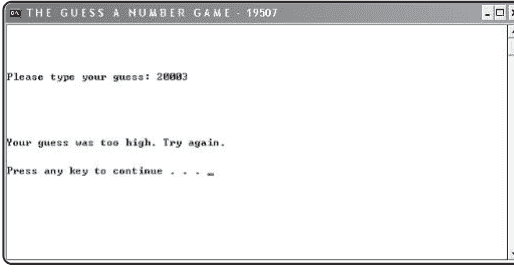 THE GUESS A NUMBER GAME - 19507
Please type your guess: 20003
Your guess was too high. Try again.
Press any key to continue . . . _